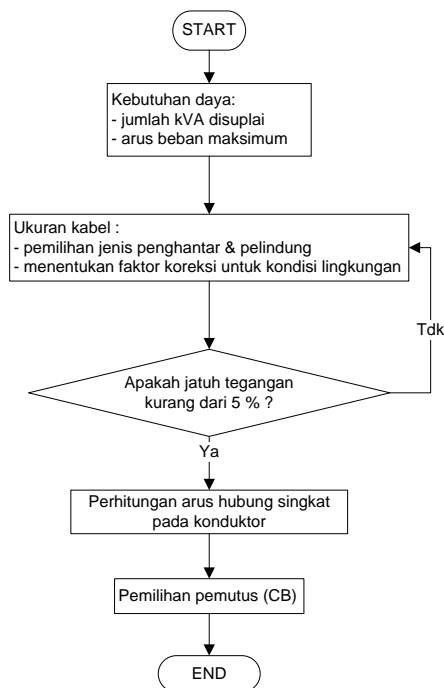 START
Kebutuhan daya:
- jumlah kVA disuplai
- arus beban maksimum
Ukuran kabel :
- pemilihan jenis penghantar & pelindung
- menentukan faktor koreksi untuk kondisi lingkungan
Tdk
Apakah jatuh tegangan
kurang dari 5 % ?
Ya
Perhitungan arus hubung singkat
pada konduktor
Pemilihan pemutus (CB)
END